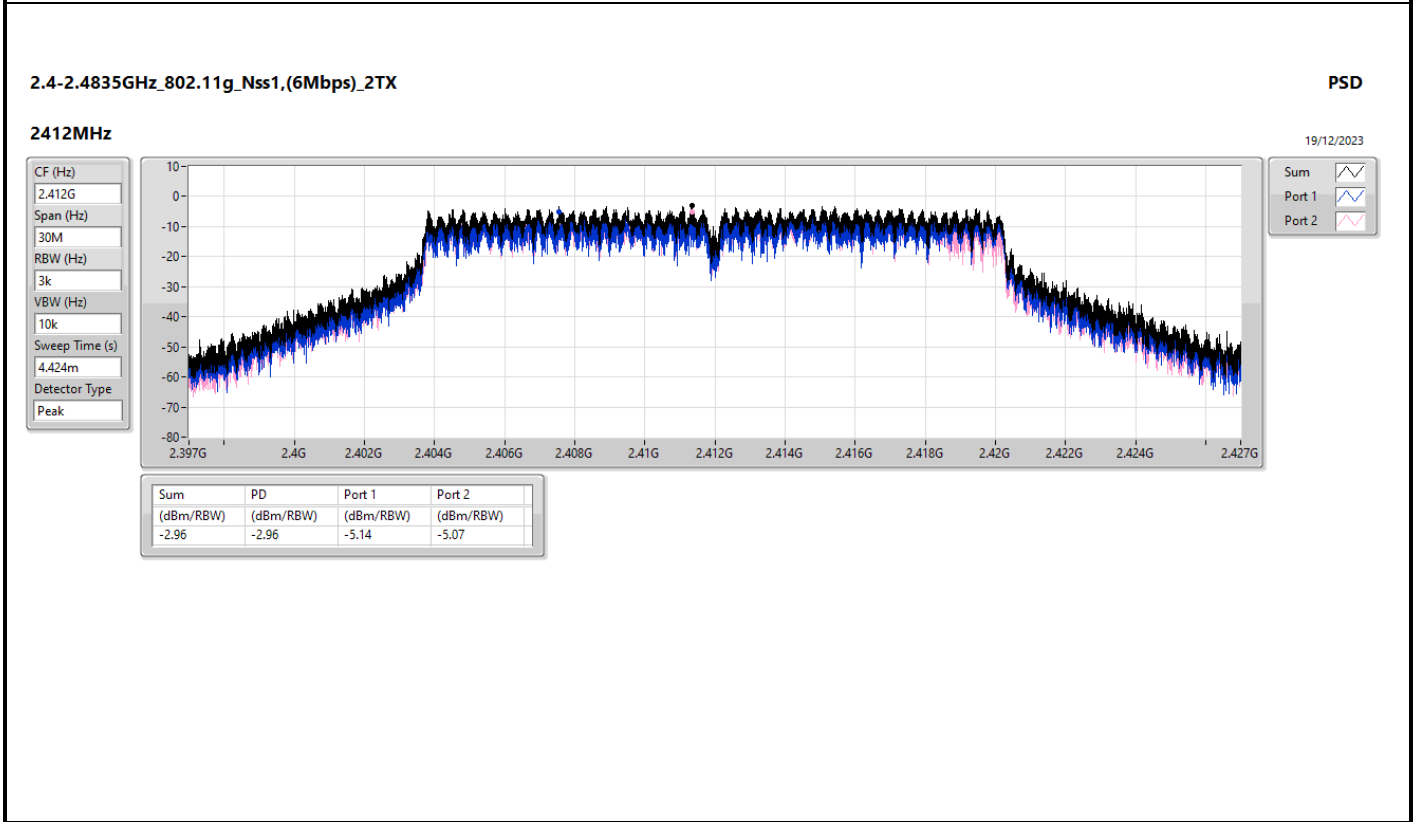 2.4-2.4835GHz_802.11g_Nss1,(6Mbps)_2TX
PSD
2412MHz
19/12/2023
CF (Hz)
2.412G
Span (Hz)
30M
RBW (Hz)
3k
VBW (Hz)
10k
Sweep Time (s)
4.424m
Detector Type
Peak
10
0
-10
-20
-30
-40
-50
-60
-70
-80
2.397G 2.4G 2.402G 2.404G 2.406G 2.408G 2.41G 2.412G 2.414G 2.416G 2.418G 2.42G 2.422G 2.424G 2.427G
Sum
Port 1
Port 2
Sum PD Port 1 Port 2
(dBm/RBW) (dBm/RBW) (dBm/RBW) (dBm/RBW)
-2.96 -2.96 -5.14 -5.07